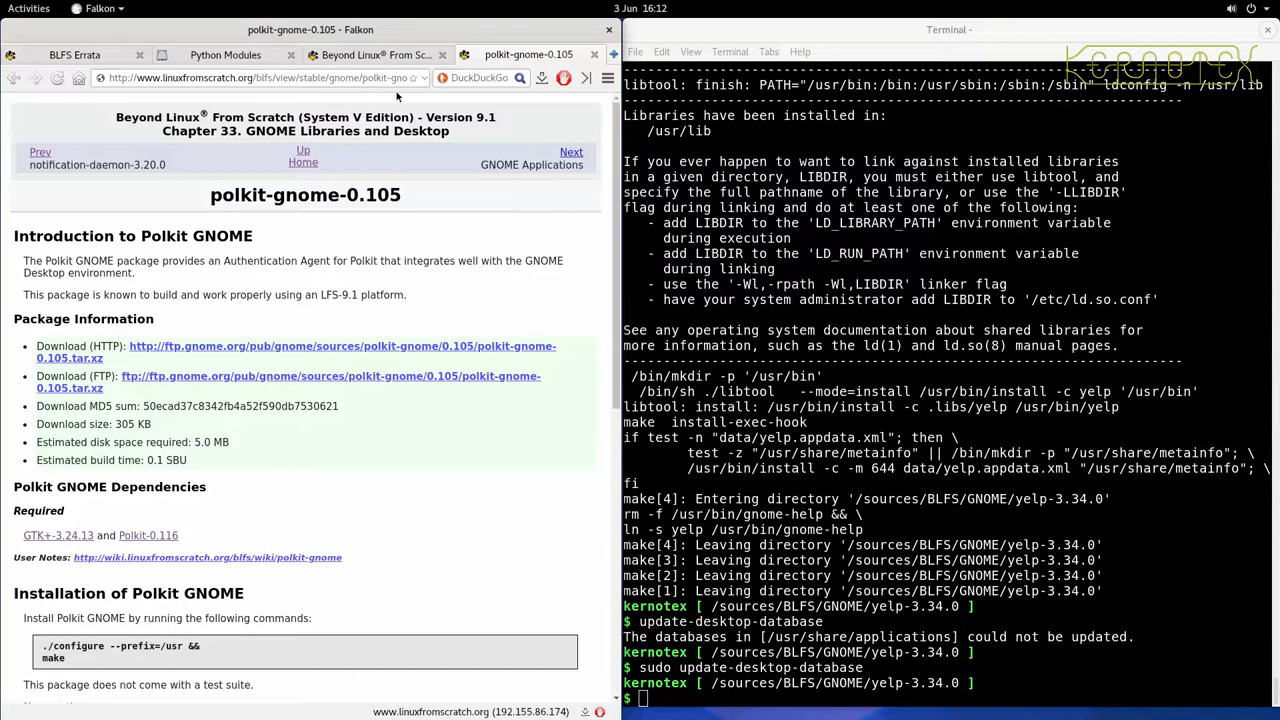 Activities
Falkon
3 Jun 16:12
polkit-gnome-0.105 - Falkon
BLFS Errata
Python Modules
Beyond Linux® From Sc...
polkit-gnome-0.105
http://www.linuxfromscratch.org/blfs/view/stable/gnome/polkit-gnome
DuckDuckGo
Beyond Linux® From Scratch (System V Edition) - Version 9.1
Chapter 33. GNOME Libraries and Desktop
Prev
Up
Next
notification-daemon-3.20.0
Home
GNOME Applications
polkit-gnome-0.105
Introduction to Polkit GNOME
The Polkit GNOME package provides an Authentication Agent for Polkit that integrates well with the GNOME
Desktop environment.
This package is known to build and work properly using an LFS-9.1 platform.
Package Information
Download (HTTP): http://ftp.gnome.org/pub/gnome/sources/polkit-gnome/0.105/polkit-gnome-
0.105.tar.xz
Download (FTP): ftp://ftp.gnome.org/pub/gnome/sources/polkit-gnome/0.105/polkit-gnome-
0.105.tar.xz
Download MD5 sum: 50ecad37c8342fb4a52f590db7530621
Download size: 305 KB
Estimated disk space required: 5.0 MB
Estimated build time: 0.1 SBU
Polkit GNOME Dependencies
Required
GTK+-3.24.13 and Polkit-0.116
User Notes: http://wiki.linuxfromscratch.org/blfs/wiki/polkit-gnome
Installation of Polkit GNOME
Install Polkit GNOME by running the following commands:
./configure --prefix=/usr &&
make
This package does not come with a test suite.
www.linuxfromscratch.org (192.155.86.174)
Terminal -
File Edit View Terminal Tabs Help
KERNOTEX
libtool: finish: PATH="/usr/bin:/bin:/usr/sbin:/sbin:/sbin" ldconfig -n /usr/lib
----------------------------------------------------------------------
Libraries have been installed in:
/usr/lib
If you ever happen to want to link against installed libraries
in a given directory, LIBDIR, you must either use libtool, and
specify the full pathname of the library, or use the '-LLIBDIR'
flag during linking and do at least one of the following:
- add LIBDIR to the 'LD_LIBRARY_PATH' environment variable
during execution
- add LIBDIR to the 'LD_RUN_PATH' environment variable
during linking
- use the '-Wl,-rpath -Wl,LIBDIR' linker flag
- have your system administrator add LIBDIR to '/etc/ld.so.conf'
See any operating system documentation about shared libraries for
more information, such as the ld(1) and ld.so(8) manual pages.
----------------------------------------------------------------------
/bin/mkdir -p '/usr/bin'
/bin/sh ./libtool --mode=install /usr/bin/install -c yelp '/usr/bin'
libtool: install: /usr/bin/install -c .libs/yelp /usr/bin/yelp
make install-exec-hook
if test -n "data/yelp.appdata.xml"; then \
test -z "/usr/share/metainfo" || /bin/mkdir -p "/usr/share/metainfo"; \
/usr/bin/install -c -m 644 data/yelp.appdata.xml "/usr/share/metainfo"; \
fi
make[4]: Entering directory '/sources/BLFS/GNOME/yelp-3.34.0'
rm -f /usr/bin/gnome-help && \
ln -s yelp /usr/bin/gnome-help
make[4]: Leaving directory '/sources/BLFS/GNOME/yelp-3.34.0'
make[3]: Leaving directory '/sources/BLFS/GNOME/yelp-3.34.0'
make[2]: Leaving directory '/sources/BLFS/GNOME/yelp-3.34.0'
make[1]: Leaving directory '/sources/BLFS/GNOME/yelp-3.34.0'
kernotex [ /sources/BLFS/GNOME/yelp-3.34.0 ]
$ update-desktop-database
The databases in [/usr/share/applications] could not be updated.
kernotex [ /sources/BLFS/GNOME/yelp-3.34.0 ]
$ sudo update-desktop-database
kernotex [ /sources/BLFS/GNOME/yelp-3.34.0 ]
$